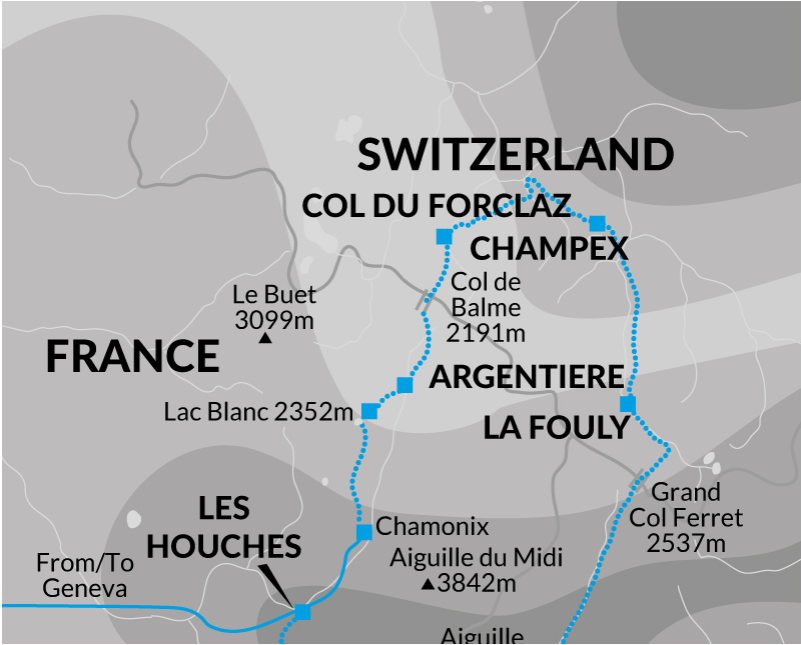 SWITZERLAND
COL DU FORCLAZ
CHAMPEX
Col de
Balme
2191m
Le Buet
3099m
FRANCE
ARGENTIERE
Lac Blanc 2352m
LA FOULY
Grand
Col Ferret
2537m
LES
HOUCHES
Chamonix
Aiguille du Midi
3842m
From/To
Geneva
Aiguille